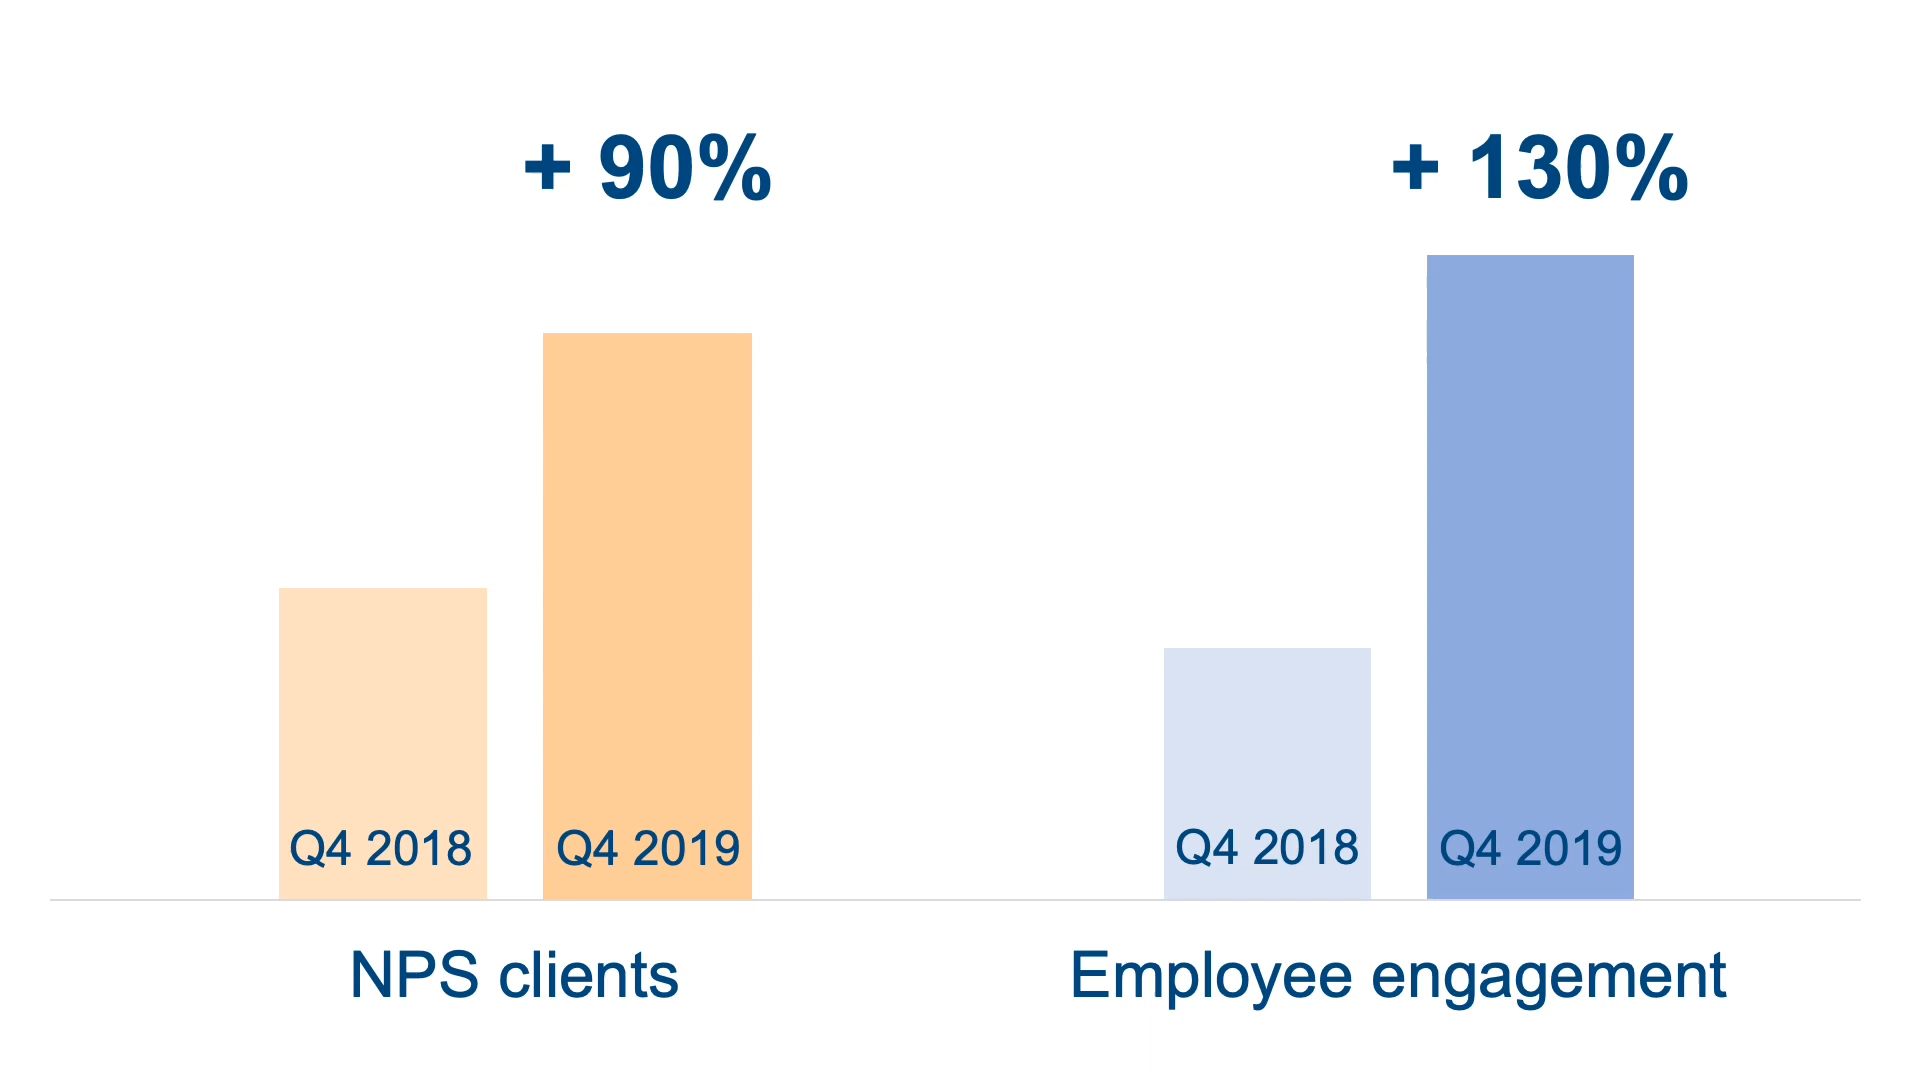 + 90%
+ 130%
Q4 2018
Q4 2019
Q4 2018
Q4 2019
NPS clients
Employee engagement